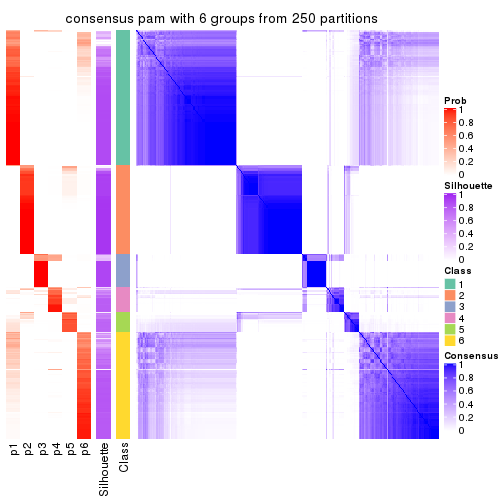 consensus pam with 6 groups from 250 partitions
Prob
1
0.8
0.6
0.4
0.2
0
Silhouette
1
0.8
0.6
0.4
0.2
0
Class
1
2
3
4
5
6
Consensus
1
0.8
0.6
0.4
0.2
0
p1
p2
p3
p4
p5
p6
Silhouette
Class